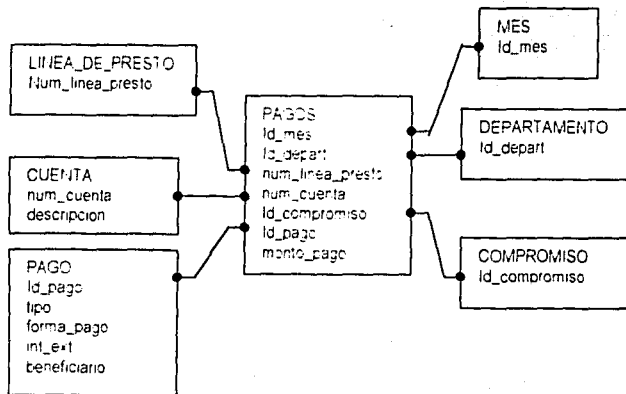 LINEA_DE_PRESTO
Num_linea_presto
CUENTA
num_cuenta
descripcion
PAGO
Id_pago
tipo
forma_pago
int_ext
beneficiario
PAGOS
Id_mes
Id_depart
num_linea_presto
num_cuenta
Id_compromiso
Id_pago
monto_pago
MES
Id_mes
DEPARTAMENTO
Id_depart
COMPROMISO
Id_compromiso